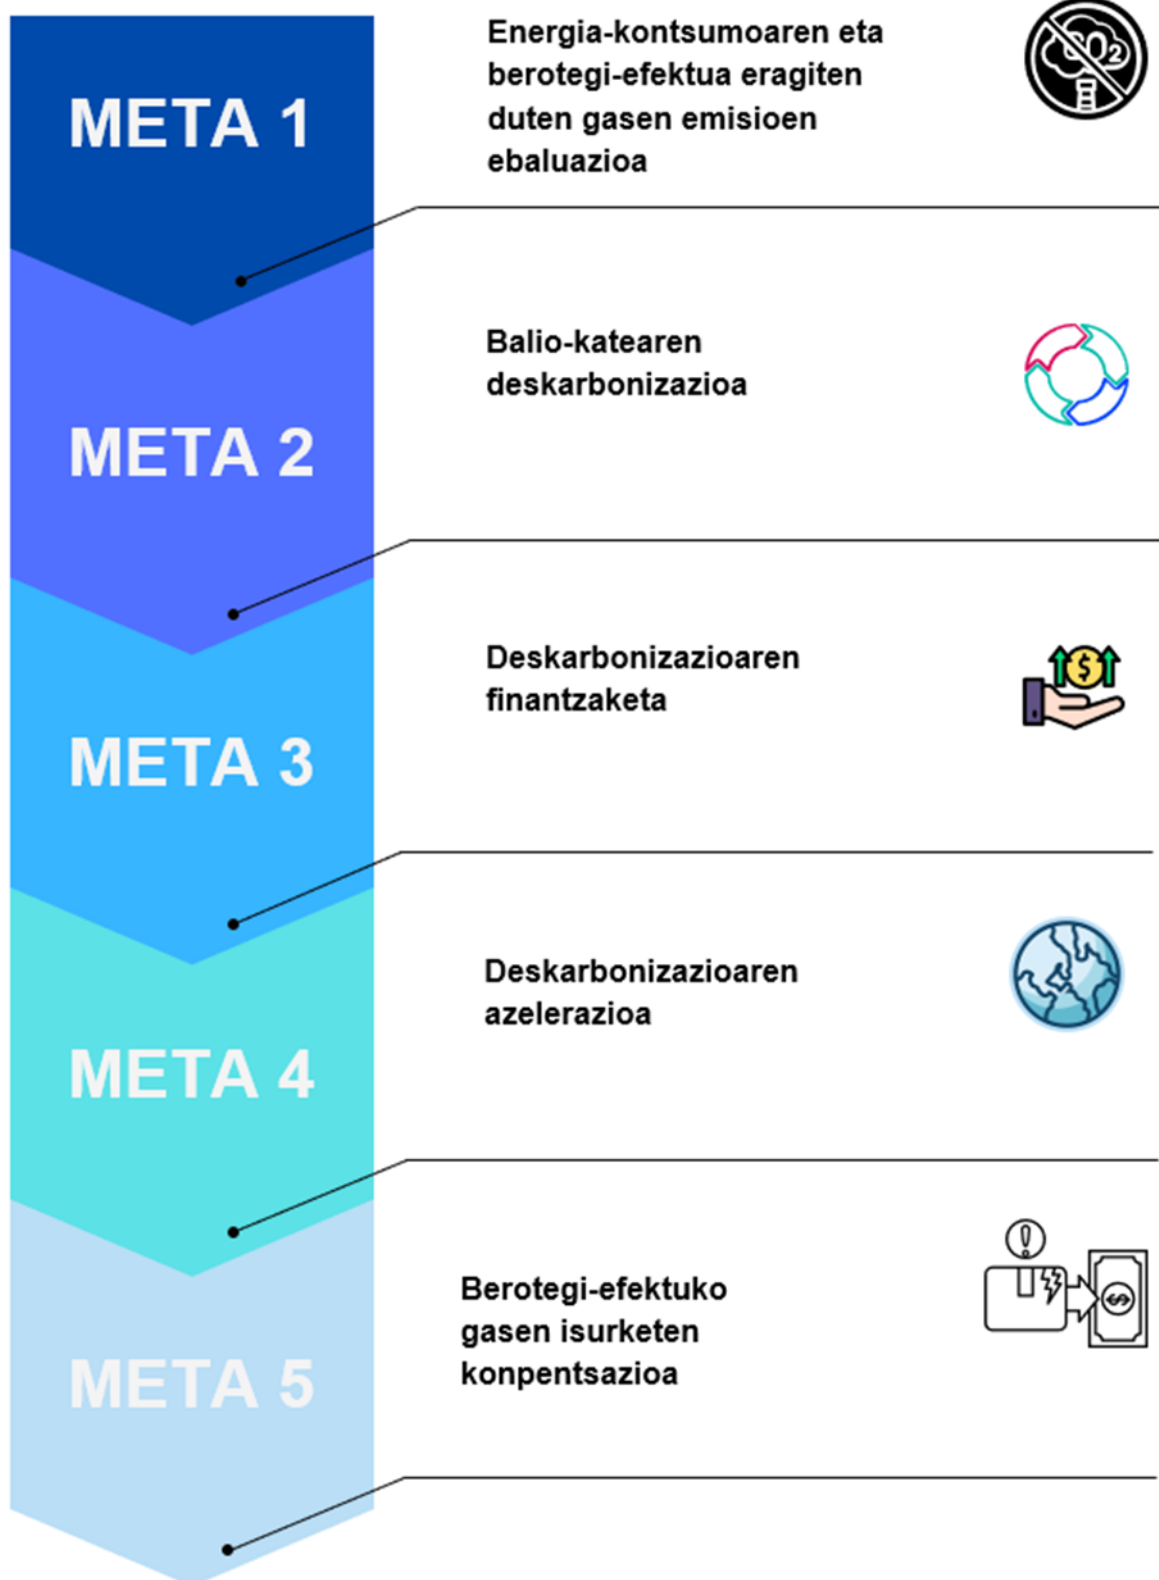 META 1
Energia-kontsumoaren eta
berotegi-efektua eragiten
duten gasen emisioen
ebaluazioa
CO2
META 2
Balio-katearen
deskarbonizazioa
META 3
Deskarbonizazioaren
finantzaketa
$
META 4
Deskarbonizazioaren
azelerazioa
META 5
Berotegi-efektuko
gasen isurketen
konpentsazioa
!
$